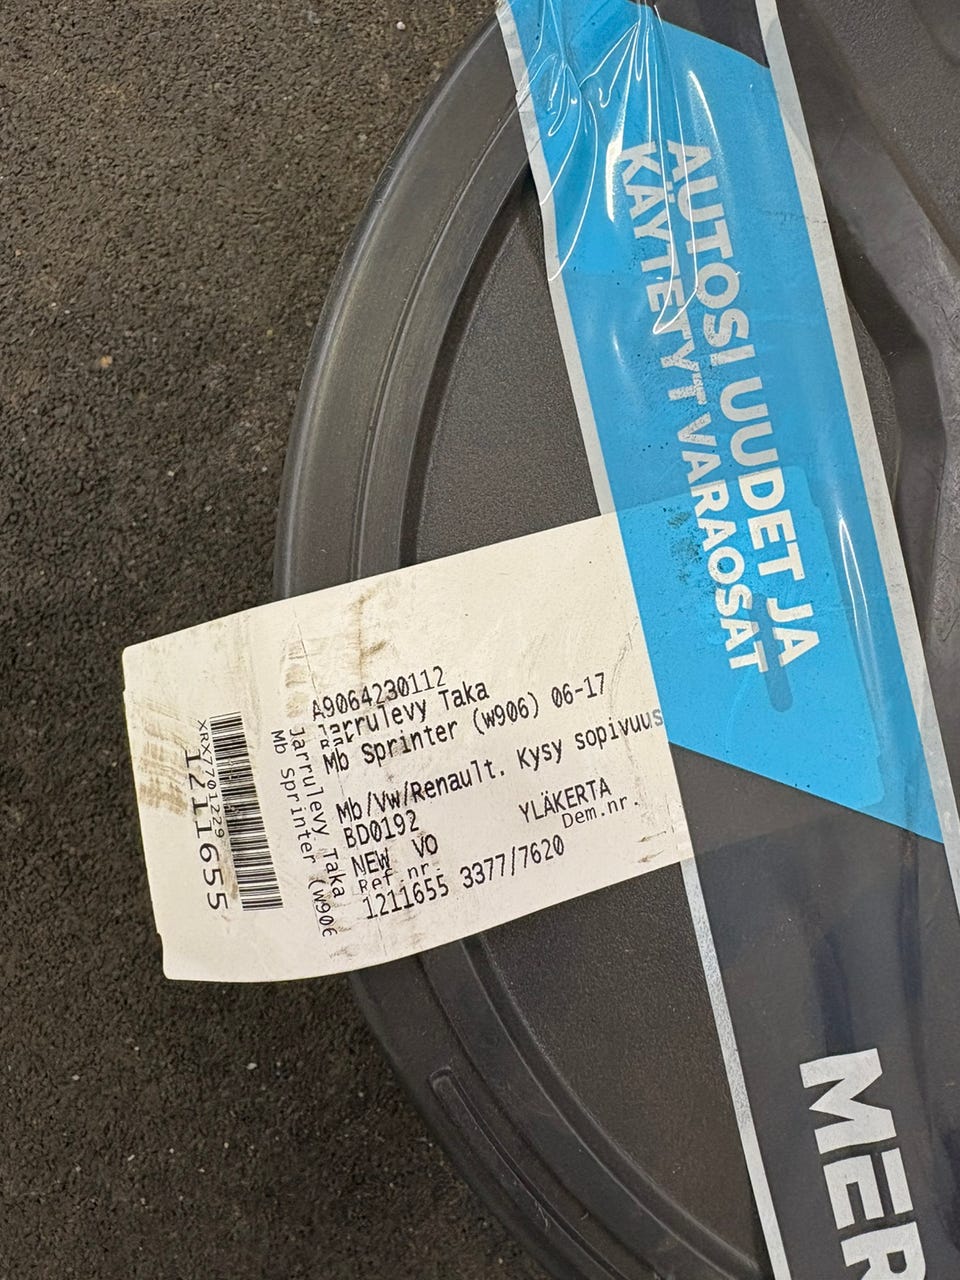 AUTOSI UUDET JA
KÄYTETYT VARAOSAT
A9064230112
Jarrulevy Taka
Mb Sprinter (w906) 06-17
Mb/Vw/Renault. Kysy sopivuus
BD0192
YLÄKERTA
NEW VO
Dem.nr.
Ref.nr.
1211655 3377/7620
Jarrulevy Taka
Mb Sprinter (w906
XRX7701229
1211655
MER